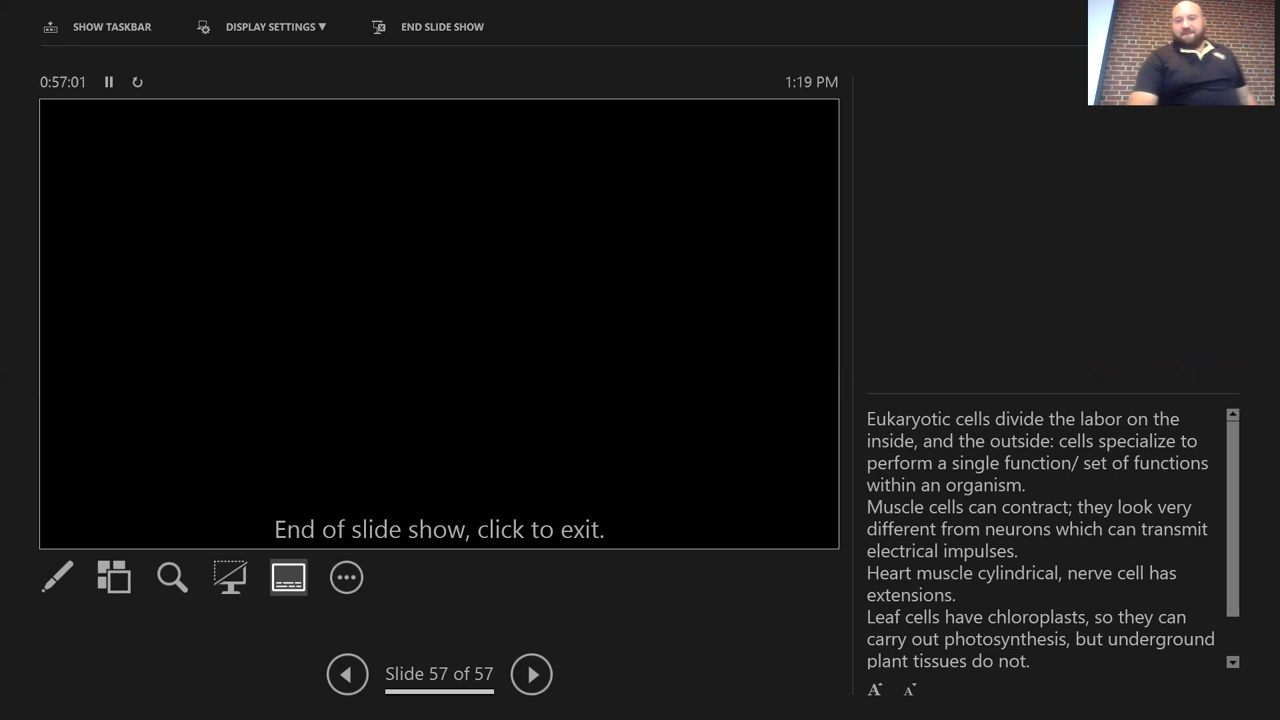 SHOW TASKBAR
DISPLAY SETTINGS ▼
END SLIDE SHOW
0:57:01
1:19 PM
End of slide show, click to exit.
Slide 57 of 57
Eukaryotic cells divide the labor on the
inside, and the outside: cells specialize to
perform a single function/ set of functions
within an organism.
Muscle cells can contract; they look very
different from neurons which can transmit
electrical impulses.
Heart muscle cylindrical, nerve cell has
extensions.
Leaf cells have chloroplasts, so they can
carry out photosynthesis, but underground
plant tissues do not.
A A